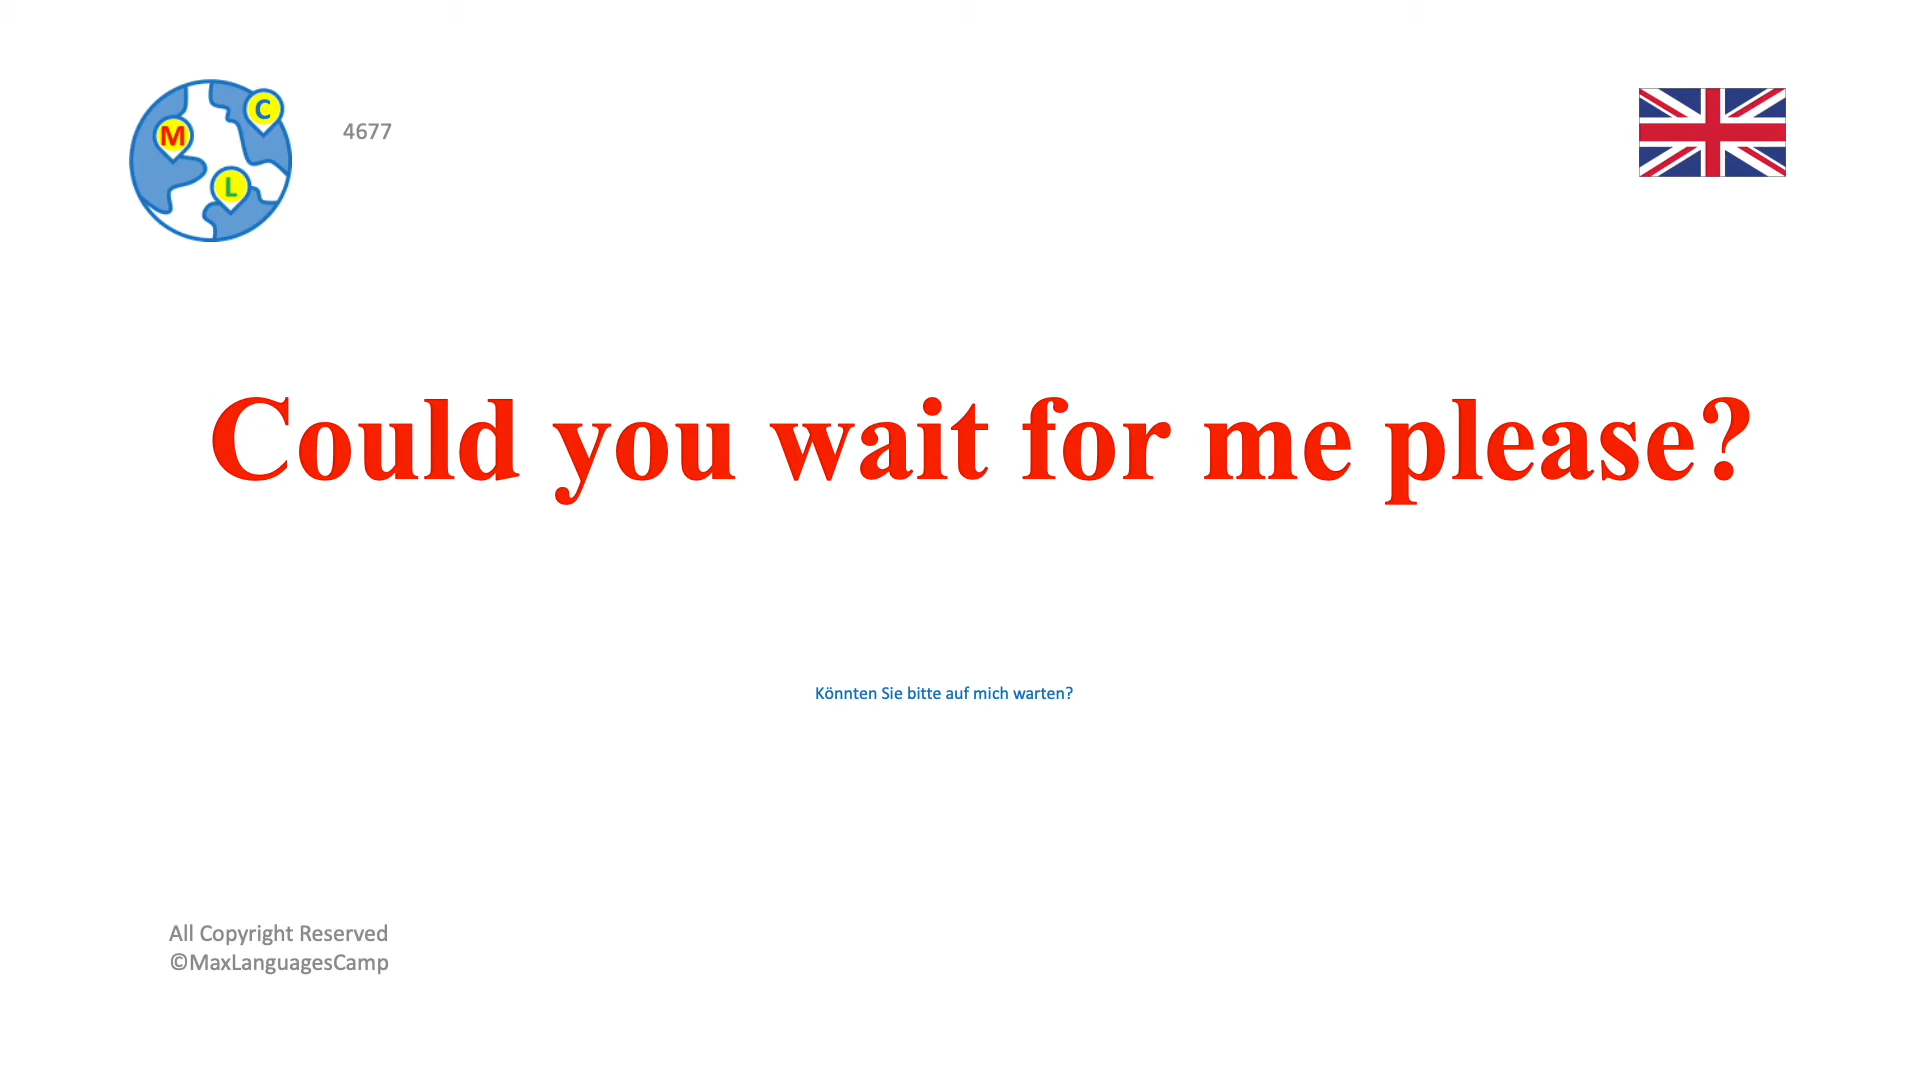 M
C
L
4677
Could you wait for me please?
Könnten Sie bitte auf mich warten?
All Copyright Reserved
©MaxLanguagesCamp